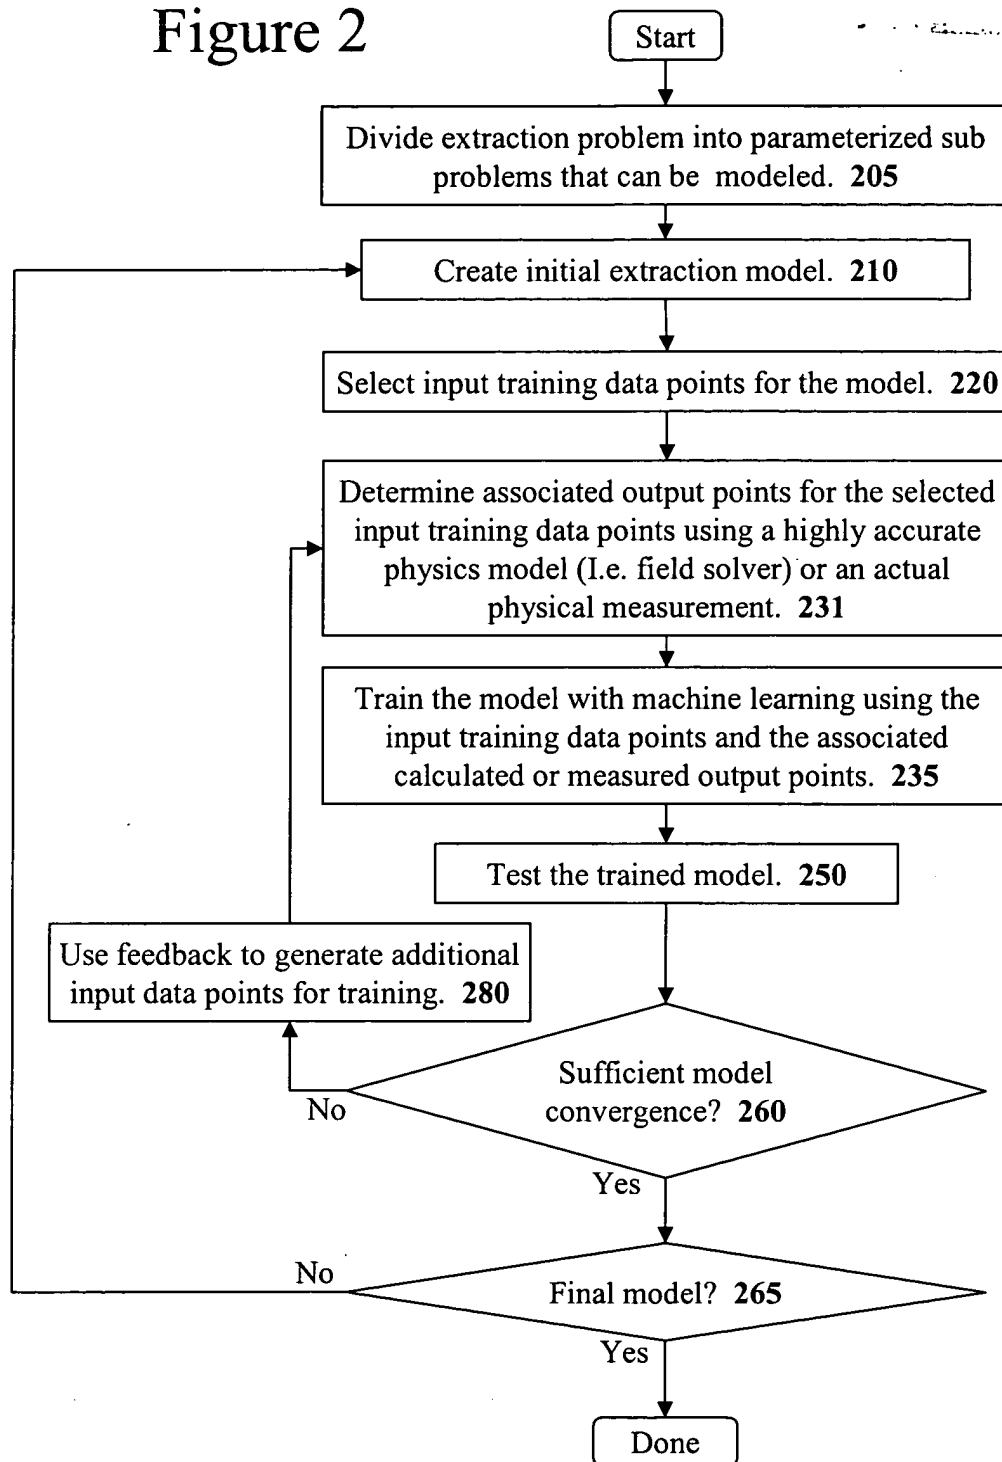 Figure 2
Start
Divide extraction problem into parameterized sub
problems that can be modeled. 205
Create initial extraction model. 210
Select input training data points for the model. 220
Determine associated output points for the selected
input training data points using a highly accurate
physics model (I.e. field solver) or an actual
physical measurement. 231
Train the model with machine learning using the
input training data points and the associated
calculated or measured output points. 235
Test the trained model. 250
Use feedback to generate additional
input data points for training. 280
Sufficient model
convergence? 260
No
Yes
No
Final model? 265
Yes
Done